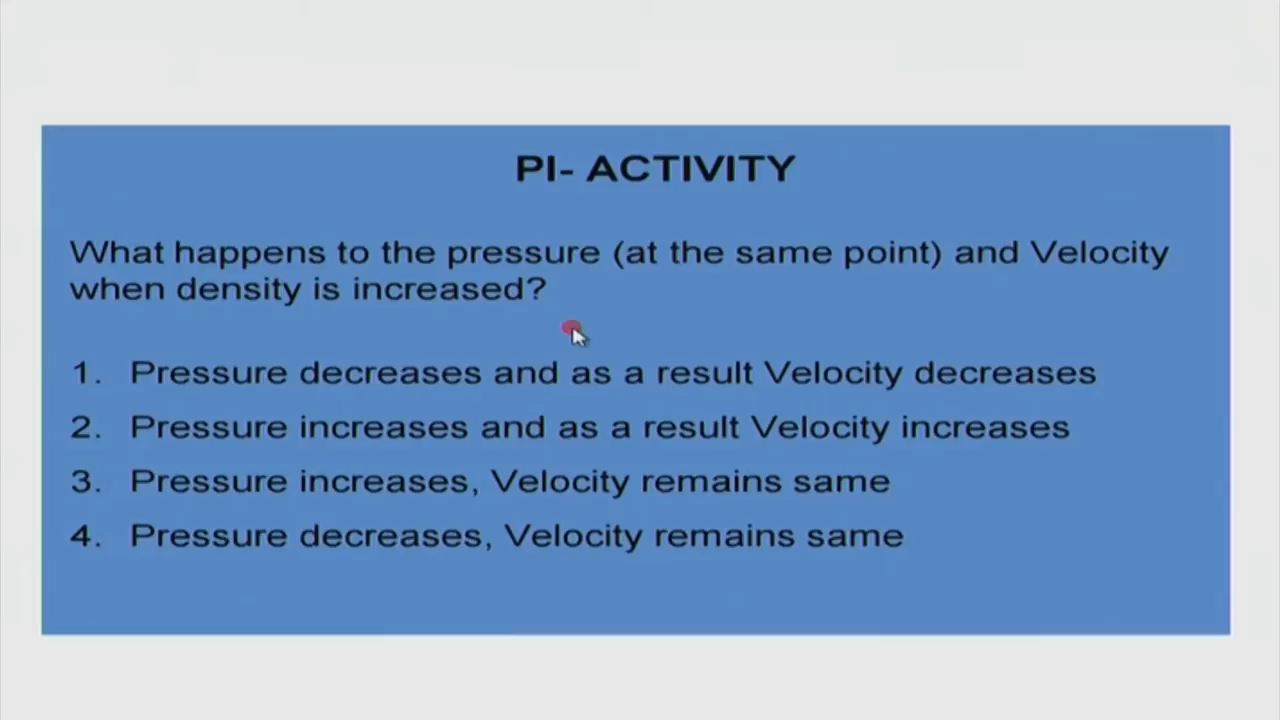 PI- ACTIVITY
What happens to the pressure (at the same point) and Velocity
when density is increased?
1. Pressure decreases and as a result Velocity decreases
2. Pressure increases and as a result Velocity increases
3. Pressure increases, Velocity remains same
4. Pressure decreases, Velocity remains same